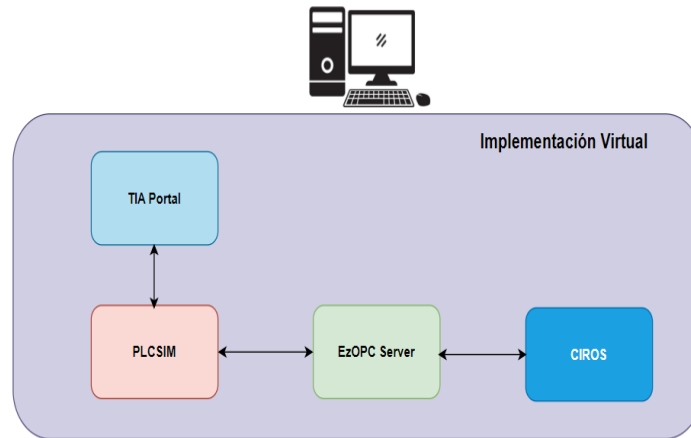 Implementación Virtual
TIA Portal
PLCSIM
EzOPC Server
CIROS